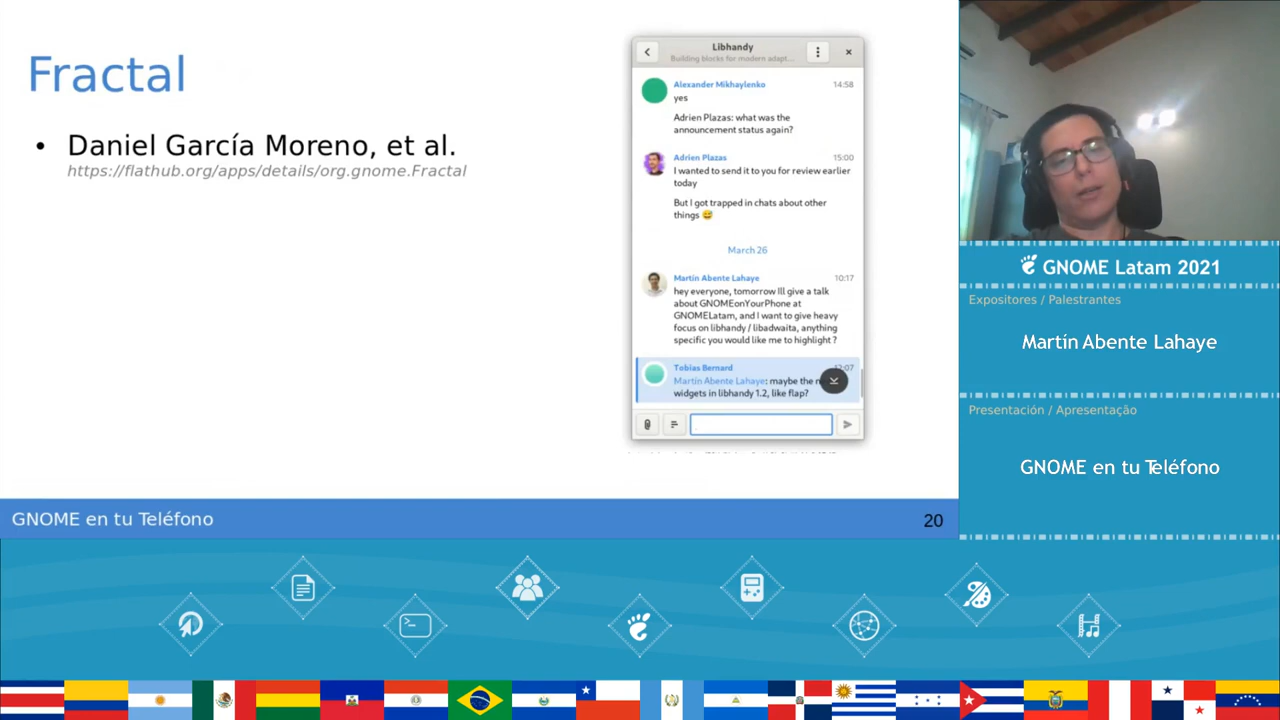 Fractal
• Daniel García Moreno, et al.
https://flathub.org/apps/details/org.gnome.Fractal
Libhandy
Building blocks for modern adapt...
Alexander Mikhaylenko 14:58
yes
Adrien Plazas: what was the
announcement status again?
Adrien Plazas 15:00
I wanted to send it to you for review earlier
today
But I got trapped in chats about other
things 😅
March 26
Martín Abente Lahaye 10:17
hey everyone, tomorrow Ill give a talk
about GNOMEonYourPhone at
GNOMELatam, and I want to give heavy
focus on libhandy / libadwaita, anything
specific you would like me to highlight ?
Tobias Bernard
Martín Abente Lahaye: maybe the
widgets in libhandy 1.2, like flap?
GNOME en tu Teléfono
20
GNOME Latam 2021
Expositores / Palestrantes
Martín Abente Lahaye
Presentación / Apresentação
GNOME en tu Teléfono